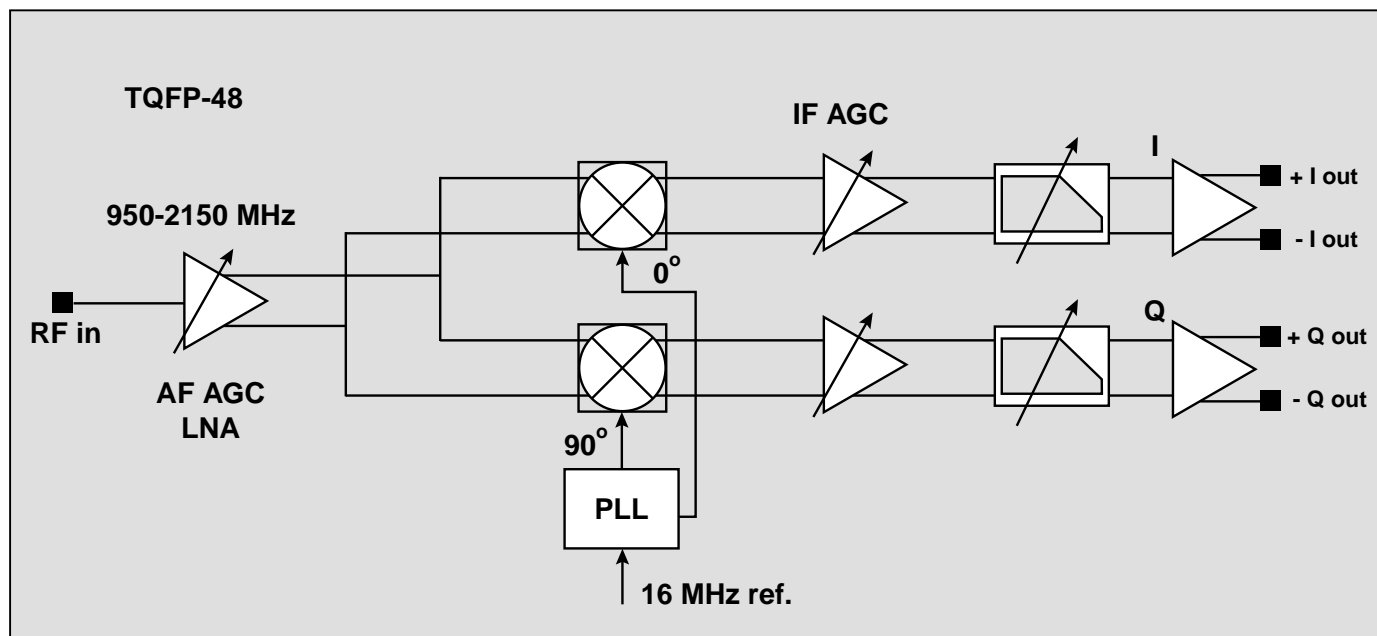 TQFP-48
IF AGC
I
+ I out
950-2150 MHz
- I out
0°
RF in
Q
+ Q out
AF AGC
LNA
- Q out
90°
PLL
16 MHz ref.